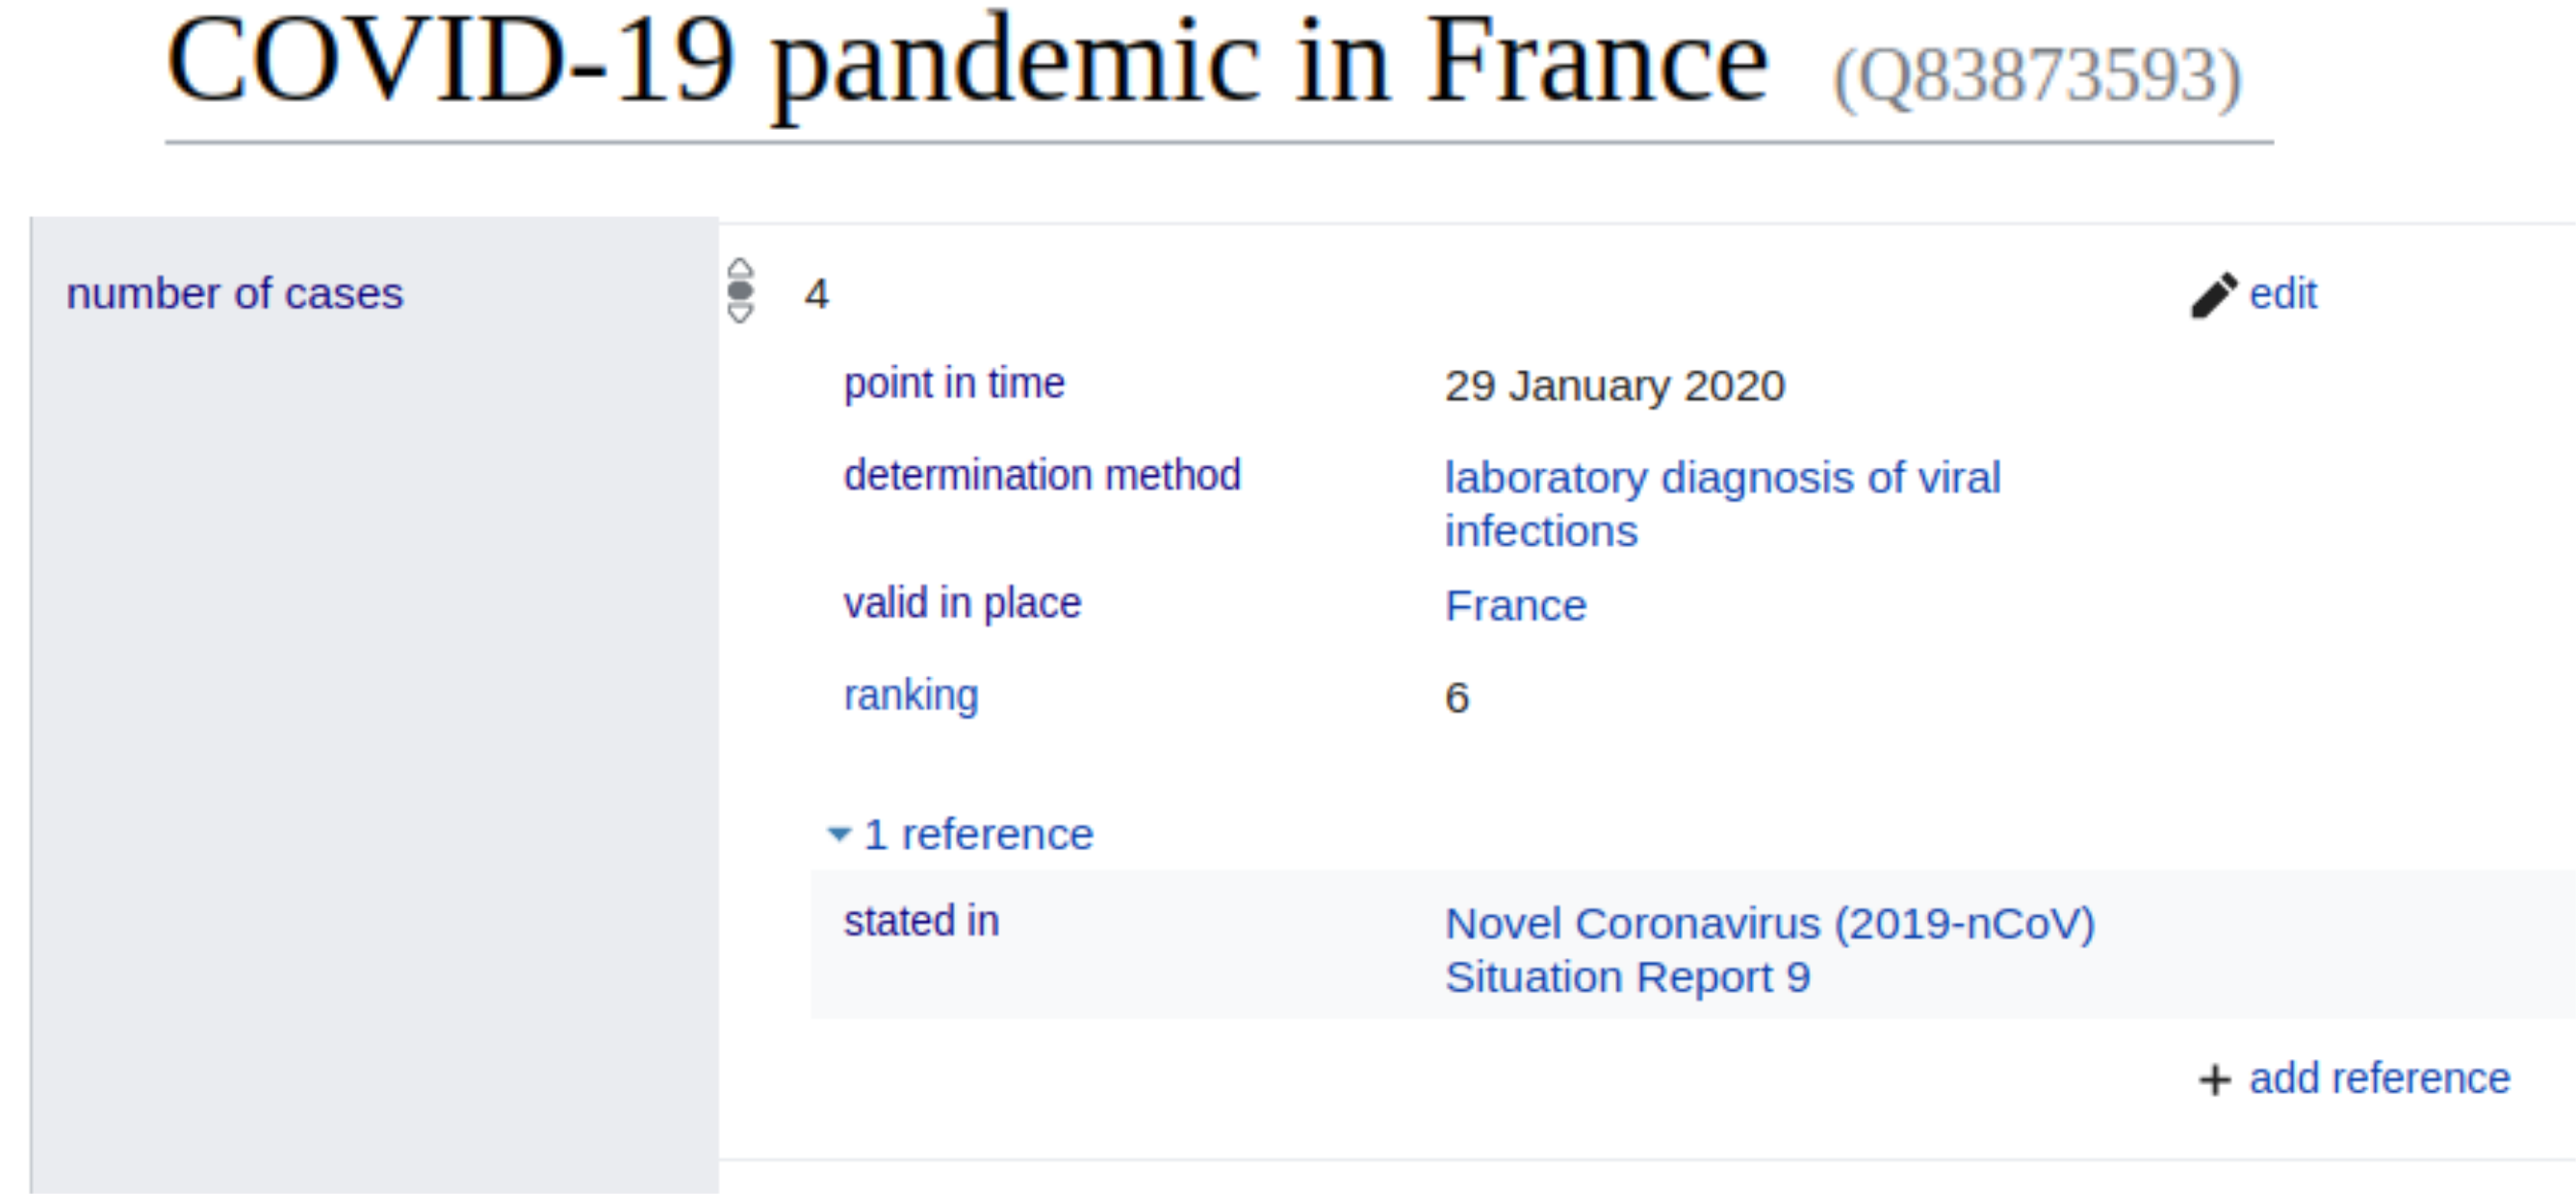 COVID-19 pandemic in France (Q83873593)
number of cases
4
edit
point in time
29 January 2020
determination method
laboratory diagnosis of viral
infections
valid in place
France
ranking
6
1 reference
stated in
Novel Coronavirus (2019-nCoV)
Situation Report 9
+ add reference